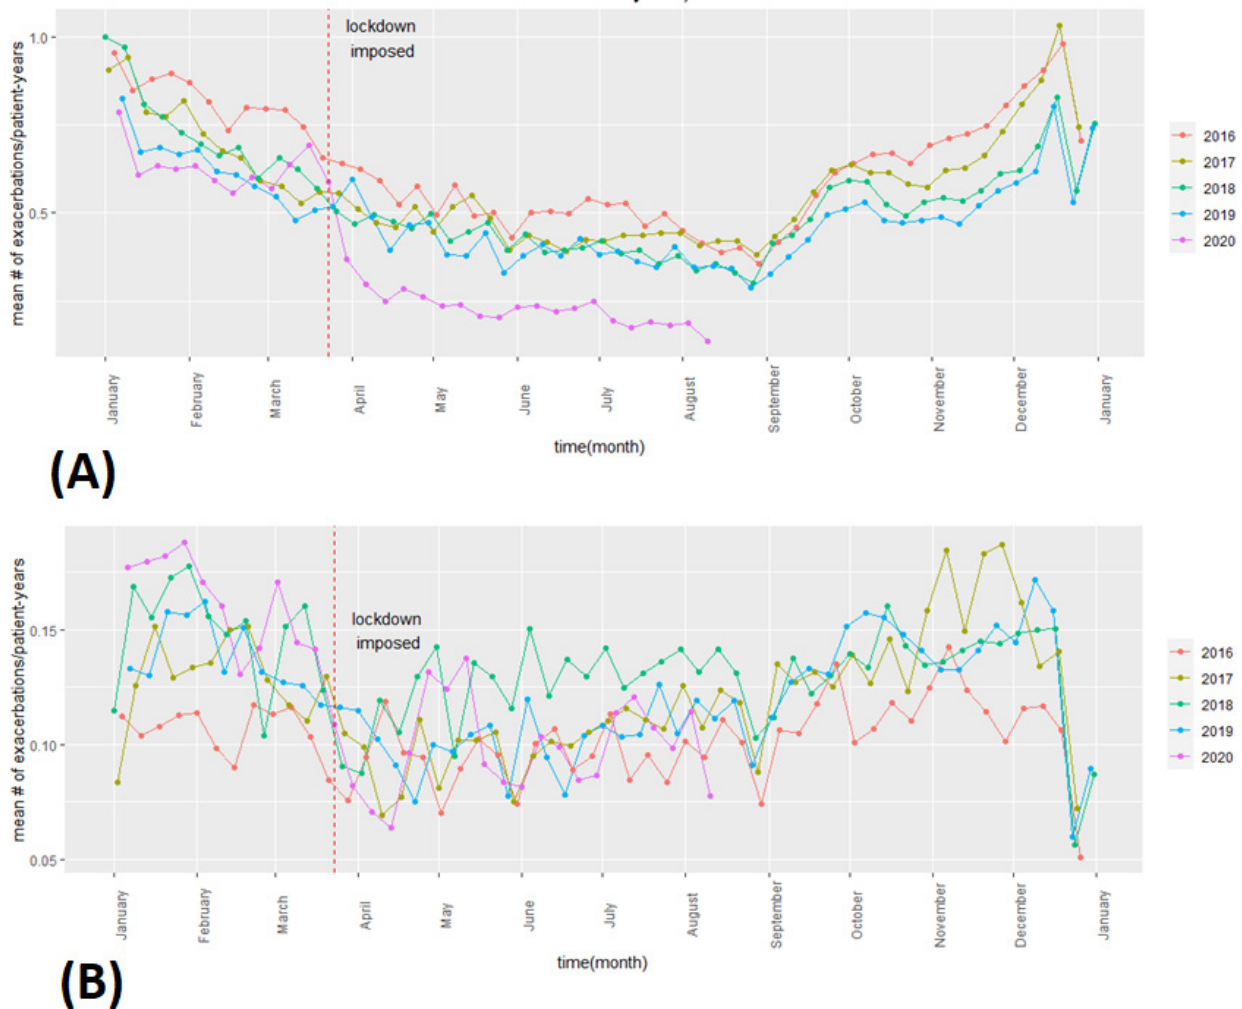 lockdown
imposed
mean # of exacerbations/patient-years
1.0
0.5
January
February
March
April
May
June
July
August
September
October
November
December
January
time(month)
2016
2017
2018
2019
2020
(A)
lockdown
imposed
mean # of exacerbations/patient-years
0.15
0.10
0.05
January
February
March
April
May
June
July
August
September
October
November
December
January
time(month)
2016
2017
2018
2019
2020
(B)